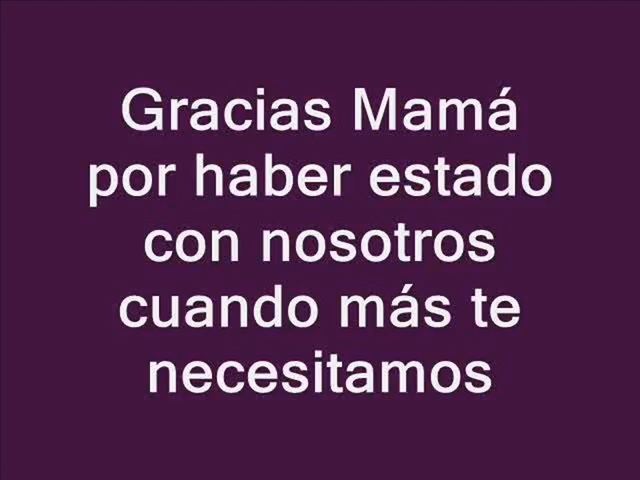 Gracias Mamá
por haber estado
con nosotros
cuando más te
necesitamos